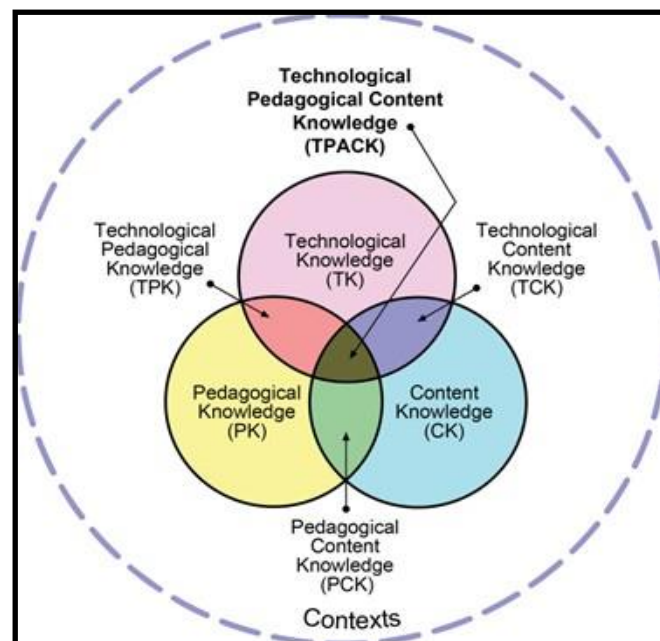 Technological
Pedagogical Content
Knowledge
(TPACK)
Technological
Pedagogical
Knowledge
(TPK)
Technological
Knowledge
(TK)
Technological
Content
Knowledge
(TCK)
Pedagogical
Knowledge
(PK)
Content
Knowledge
(CK)
Pedagogical
Content
Knowledge
(PCK)
Contexts